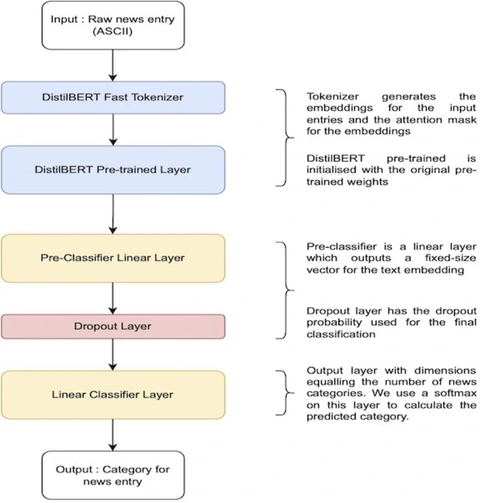 Input : Raw news entry
(ASCII)
DistilBERT Fast Tokenizer
Tokenizer generates the
embeddings for the input
entries and the attention mask
for the embeddings
DistilBERT Pre-trained Layer
DistilBERT pre-trained is
initialised with the original pre-
trained weights
Pre-Classifier Linear Layer
Pre-classifier is a linear layer
which outputs a fixed-size
vector for the text embedding
Dropout Layer
Dropout layer has the dropout
probability used for the final
classification
Linear Classifier Layer
Output layer with dimensions
equalling the number of news
categories. We use a softmax
on this layer to calculate the
predicted category.
Output : Category for
news entry